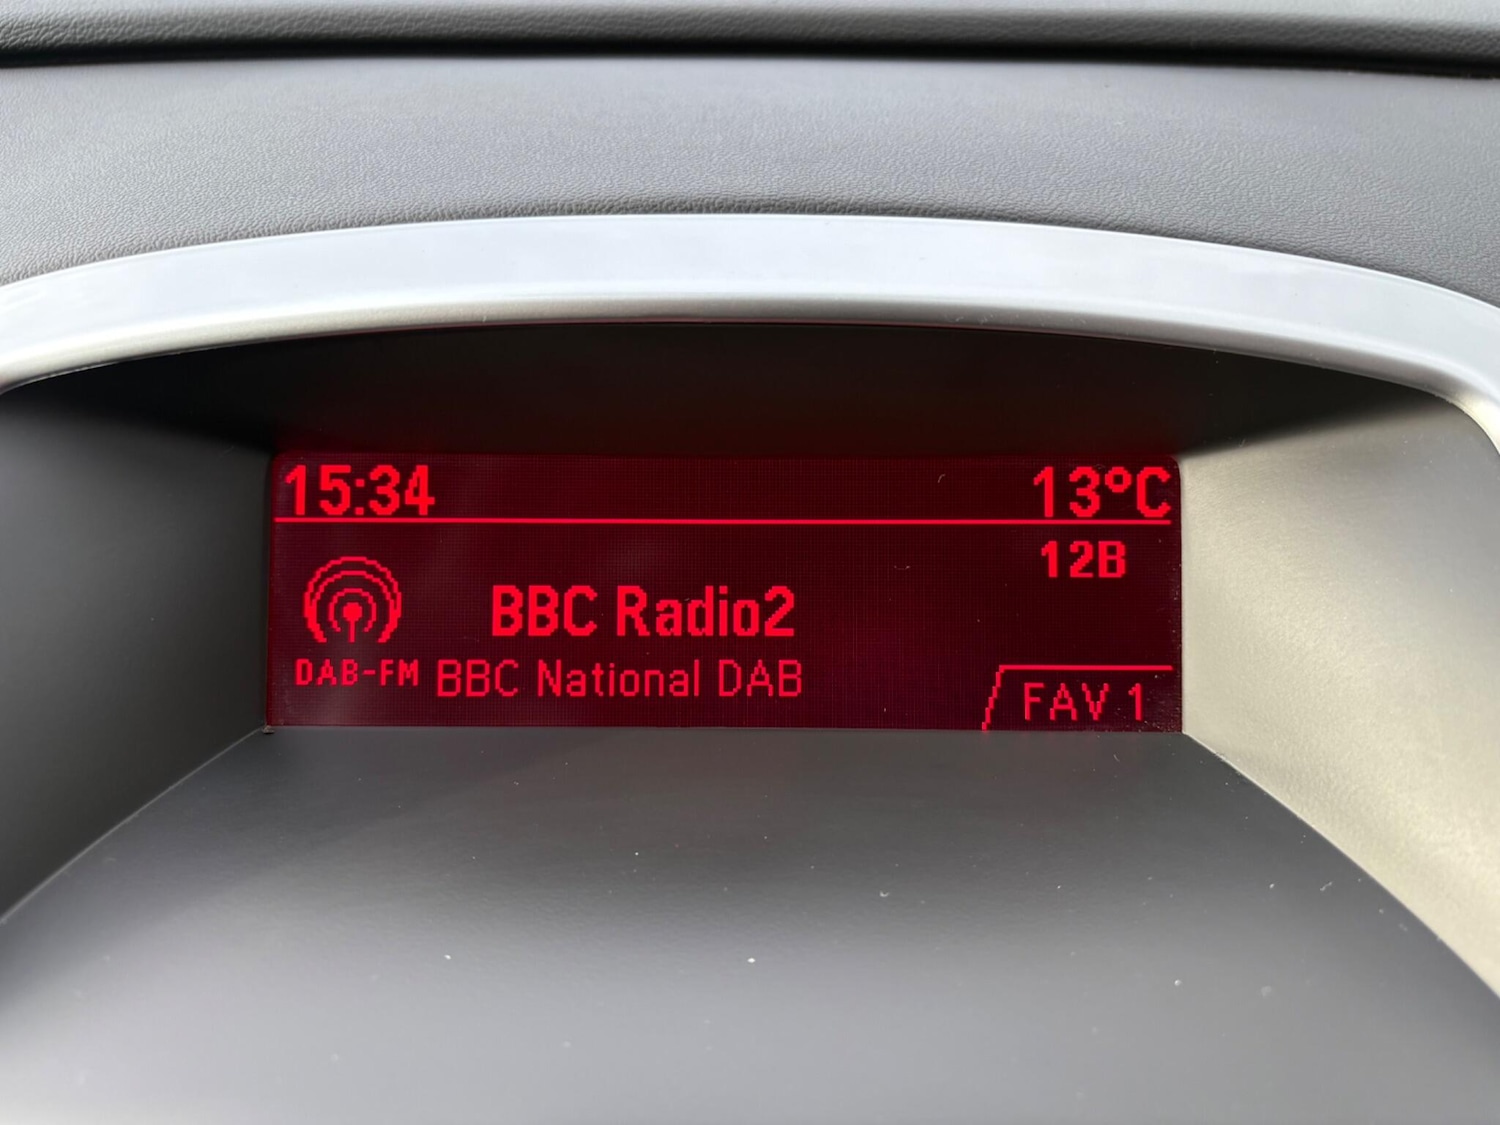 15:34 13°C
12B
BBC Radio2
DAB-FM BBC National DAB
FAV 1